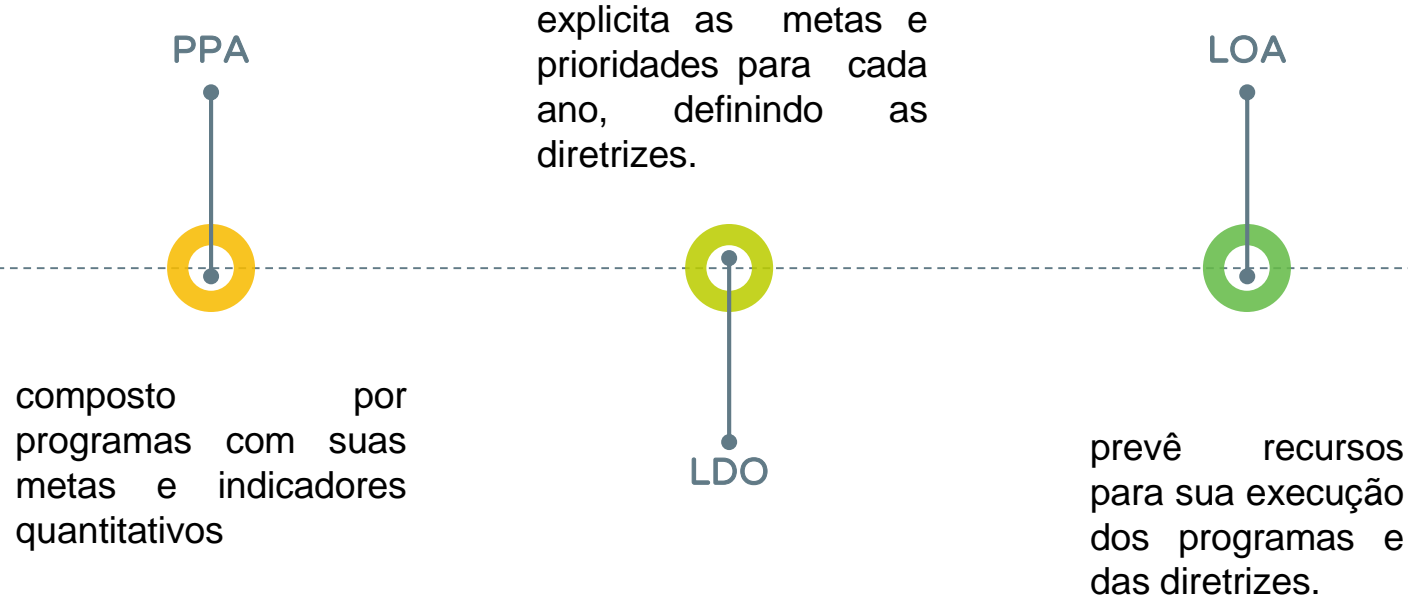 PPA
composto por
programas com suas
metas e indicadores
quantitativos
explicita as metas e
prioridades para cada
ano, definindo as
diretrizes.
LDO
LOA
prevê recursos
para sua execução
dos programas e
das diretrizes.